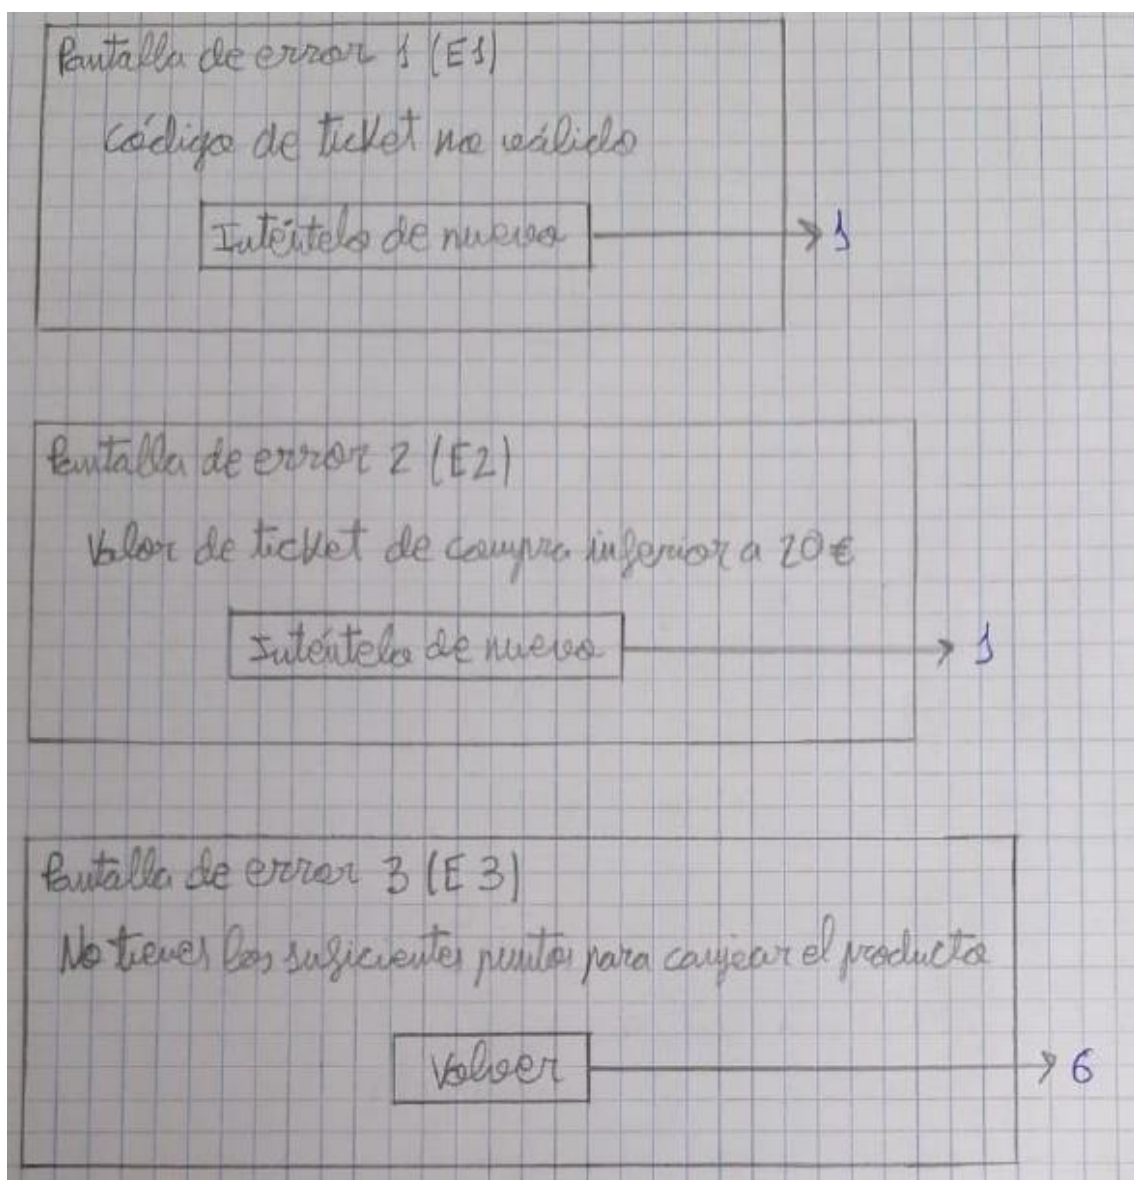 Pantalla de error 1 (E1)
Código de ticket no válido
Inténtelo de nuevo
1
Pantalla de error 2 (E2)
Valor de ticket de compra inferior a 20€
Inténtelo de nuevo
1
Pantalla de error 3 (E3)
No tienes los suficientes puntos para canjear el producto
Volver
6